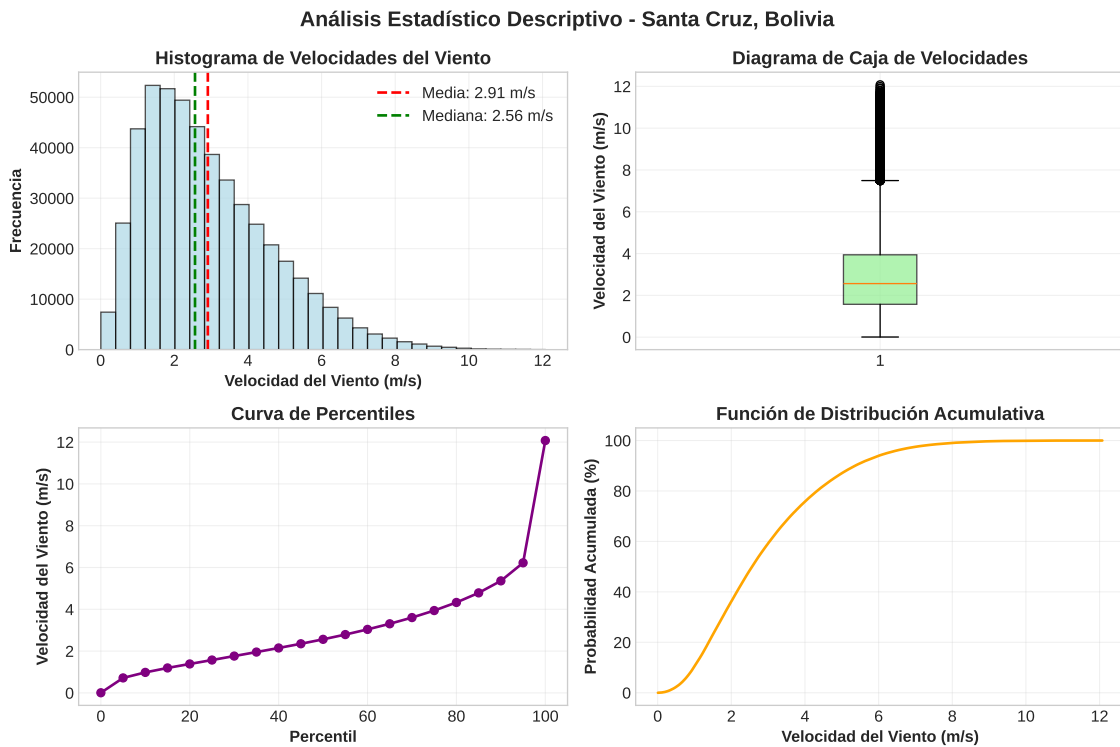 Análisis Estadístico Descriptivo - Santa Cruz, Bolivia
Histograma de Velocidades del Viento
Frecuencia
50000
40000
30000
20000
10000
0
Media: 2.91 m/s
Mediana: 2.56 m/s
0 2 4 6 8 10 12
Velocidad del Viento (m/s)
Diagrama de Caja de Velocidades
Velocidad del Viento (m/s)
12
10
8
6
4
2
0
1
Curva de Percentiles
Velocidad del Viento (m/s)
12
10
8
6
4
2
0
0 20 40 60 80 100
Percentil
Función de Distribución Acumulativa
Probabilidad Acumulada (%)
100
80
60
40
20
0
0 2 4 6 8 10 12
Velocidad del Viento (m/s)